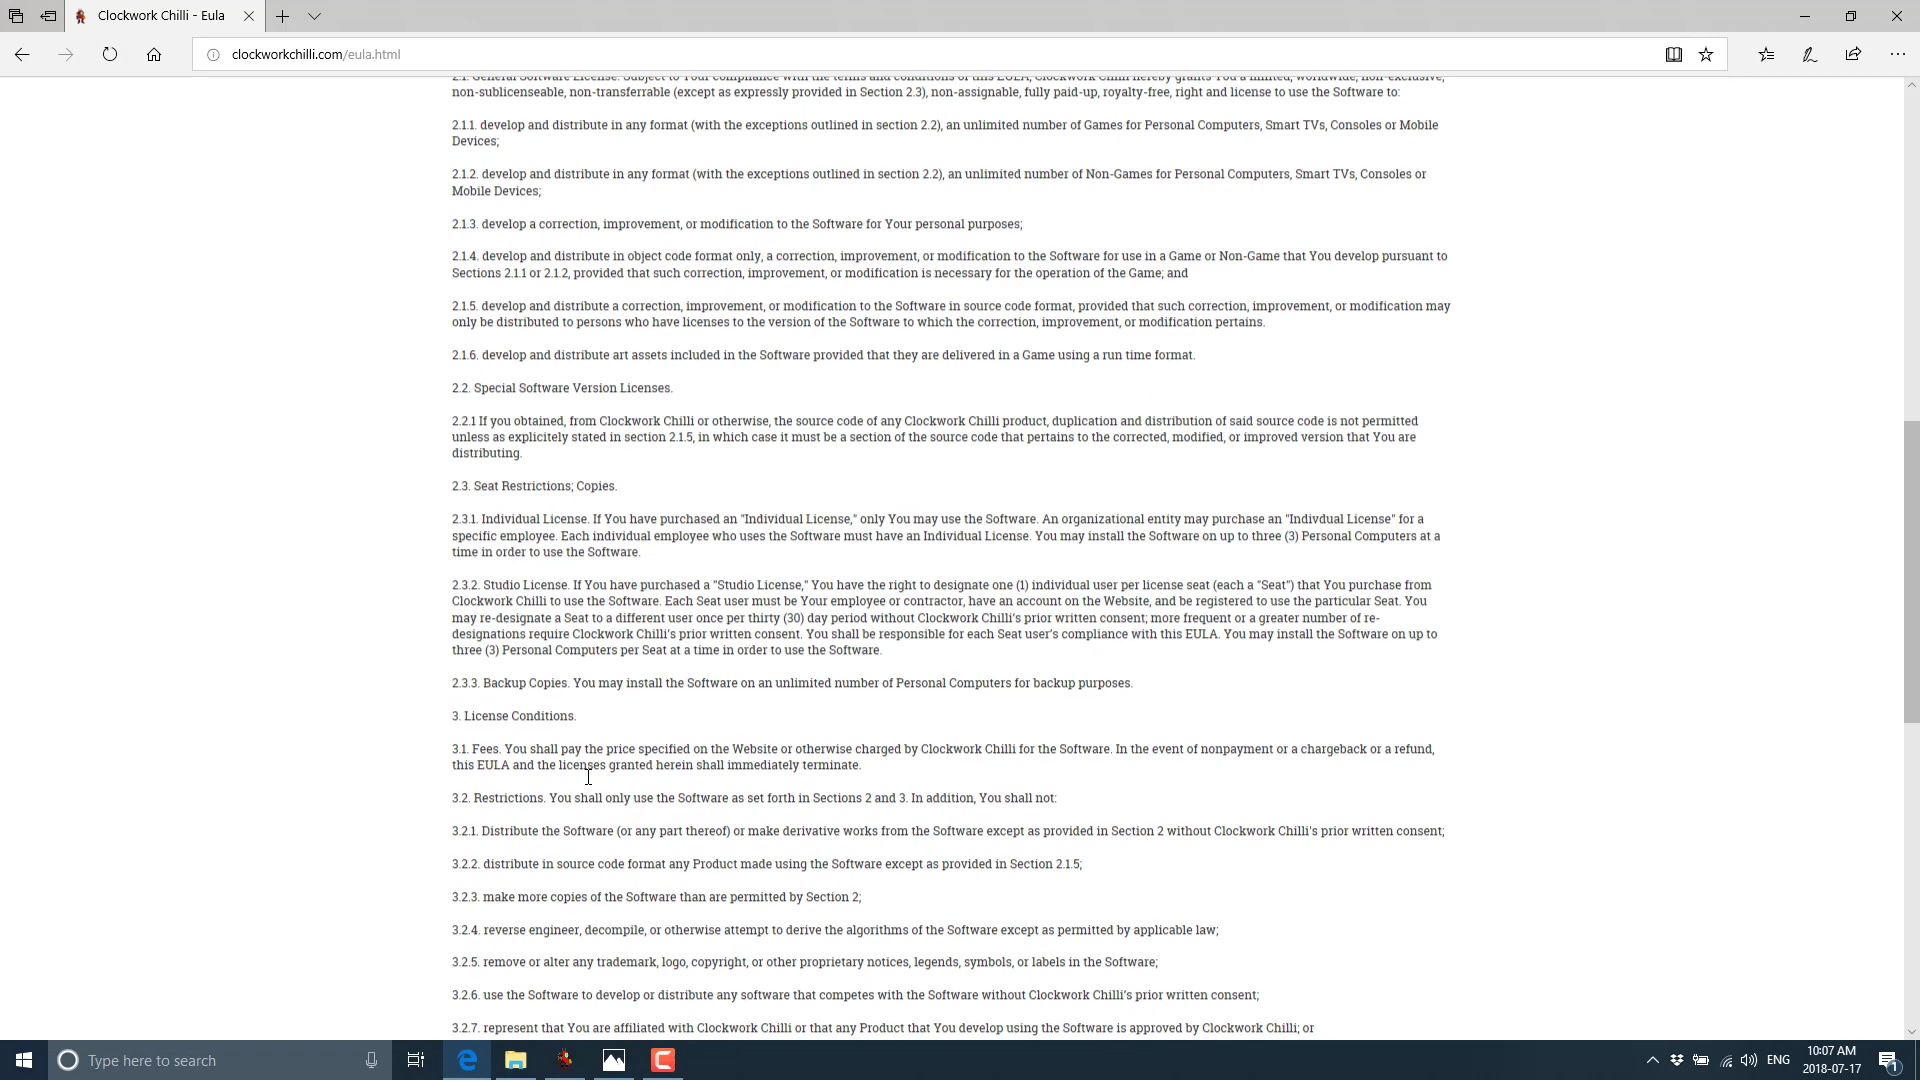 Clockwork Chilli - Eula
clockworkchilli.com/eula.html
2.1. General Software License. Subject to Your compliance with the terms and conditions of this EULA, Clockwork Chilli hereby grants You a limited, worldwide, non-exclusive,
non-sublicenseable, non-transferrable (except as expressly provided in Section 2.3), non-assignable, fully paid-up, royalty-free, right and license to use the Software to:
2.1.1. develop and distribute in any format (with the exceptions outlined in section 2.2), an unlimited number of Games for Personal Computers, Smart TVs, Consoles or Mobile
Devices;
2.1.2. develop and distribute in any format (with the exceptions outlined in section 2.2), an unlimited number of Non-Games for Personal Computers, Smart TVs, Consoles or
Mobile Devices;
2.1.3. develop a correction, improvement, or modification to the Software for Your personal purposes;
2.1.4. develop and distribute in object code format only, a correction, improvement, or modification to the Software for use in a Game or Non-Game that You develop pursuant to
Sections 2.1.1 or 2.1.2, provided that such correction, improvement, or modification is necessary for the operation of the Game; and
2.1.5. develop and distribute a correction, improvement, or modification to the Software in source code format, provided that such correction, improvement, or modification may
only be distributed to persons who have licenses to the version of the Software to which the correction, improvement, or modification pertains.
2.1.6. develop and distribute art assets included in the Software provided that they are delivered in a Game using a run time format.
2.2. Special Software Version Licenses.
2.2.1 If you obtained, from Clockwork Chilli or otherwise, the source code of any Clockwork Chilli product, duplication and distribution of said source code is not permitted
unless as explicitely stated in section 2.1.5, in which case it must be a section of the source code that pertains to the corrected, modified, or improved version that You are
distributing.
2.3. Seat Restrictions; Copies.
2.3.1. Individual License. If You have purchased an "Individual License," only You may use the Software. An organizational entity may purchase an "Indivdual License" for a
specific employee. Each individual employee who uses the Software must have an Individual License. You may install the Software on up to three (3) Personal Computers at a
time in order to use the Software.
2.3.2. Studio License. If You have purchased a "Studio License," You have the right to designate one (1) individual user per license seat (each a "Seat") that You purchase from
Clockwork Chilli to use the Software. Each Seat user must be Your employee or contractor, have an account on the Website, and be registered to use the particular Seat. You
may re-designate a Seat to a different user once per thirty (30) day period without Clockwork Chilli's prior written consent; more frequent or a greater number of re-
designations require Clockwork Chilli's prior written consent. You shall be responsible for each Seat user's compliance with this EULA. You may install the Software on up to
three (3) Personal Computers per Seat at a time in order to use the Software.
2.3.3. Backup Copies. You may install the Software on an unlimited number of Personal Computers for backup purposes.
3. License Conditions.
3.1. Fees. You shall pay the price specified on the Website or otherwise charged by Clockwork Chilli for the Software. In the event of nonpayment or a chargeback or a refund,
this EULA and the licenses granted herein shall immediately terminate.
3.2. Restrictions. You shall only use the Software as set forth in Sections 2 and 3. In addition, You shall not:
3.2.1. Distribute the Software (or any part thereof) or make derivative works from the Software except as provided in Section 2 without Clockwork Chilli's prior written consent;
3.2.2. distribute in source code format any Product made using the Software except as provided in Section 2.1.5;
3.2.3. make more copies of the Software than are permitted by Section 2;
3.2.4. reverse engineer, decompile, or otherwise attempt to derive the algorithms of the Software except as permitted by applicable law;
3.2.5. remove or alter any trademark, logo, copyright, or other proprietary notices, legends, symbols, or labels in the Software;
3.2.6. use the Software to develop or distribute any software that competes with the Software without Clockwork Chilli's prior written consent;
3.2.7. represent that You are affiliated with Clockwork Chilli or that any Product that You develop using the Software is approved by Clockwork Chilli; or
Type here to search
ENG
10:07 AM
2018-07-17
1